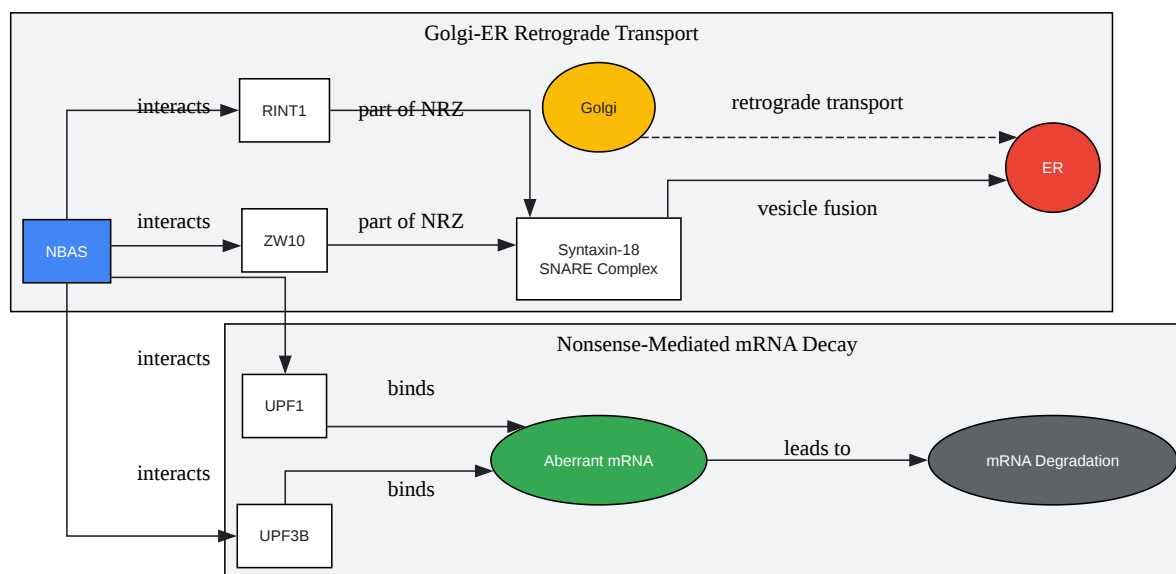 Golgi-ER Retrograde Transport
interacts
RINT1
part of NRZ
Golgi
retrograde transport
ER
interacts
ZW10
part of NRZ
vesicle fusion
NBAS
Syntaxin-18
SNARE Complex
Nonsense-Mediated mRNA Decay
interacts
UPF1
binds
Aberrant mRNA
leads to
mRNA Degradation
interacts
binds
UPF3B